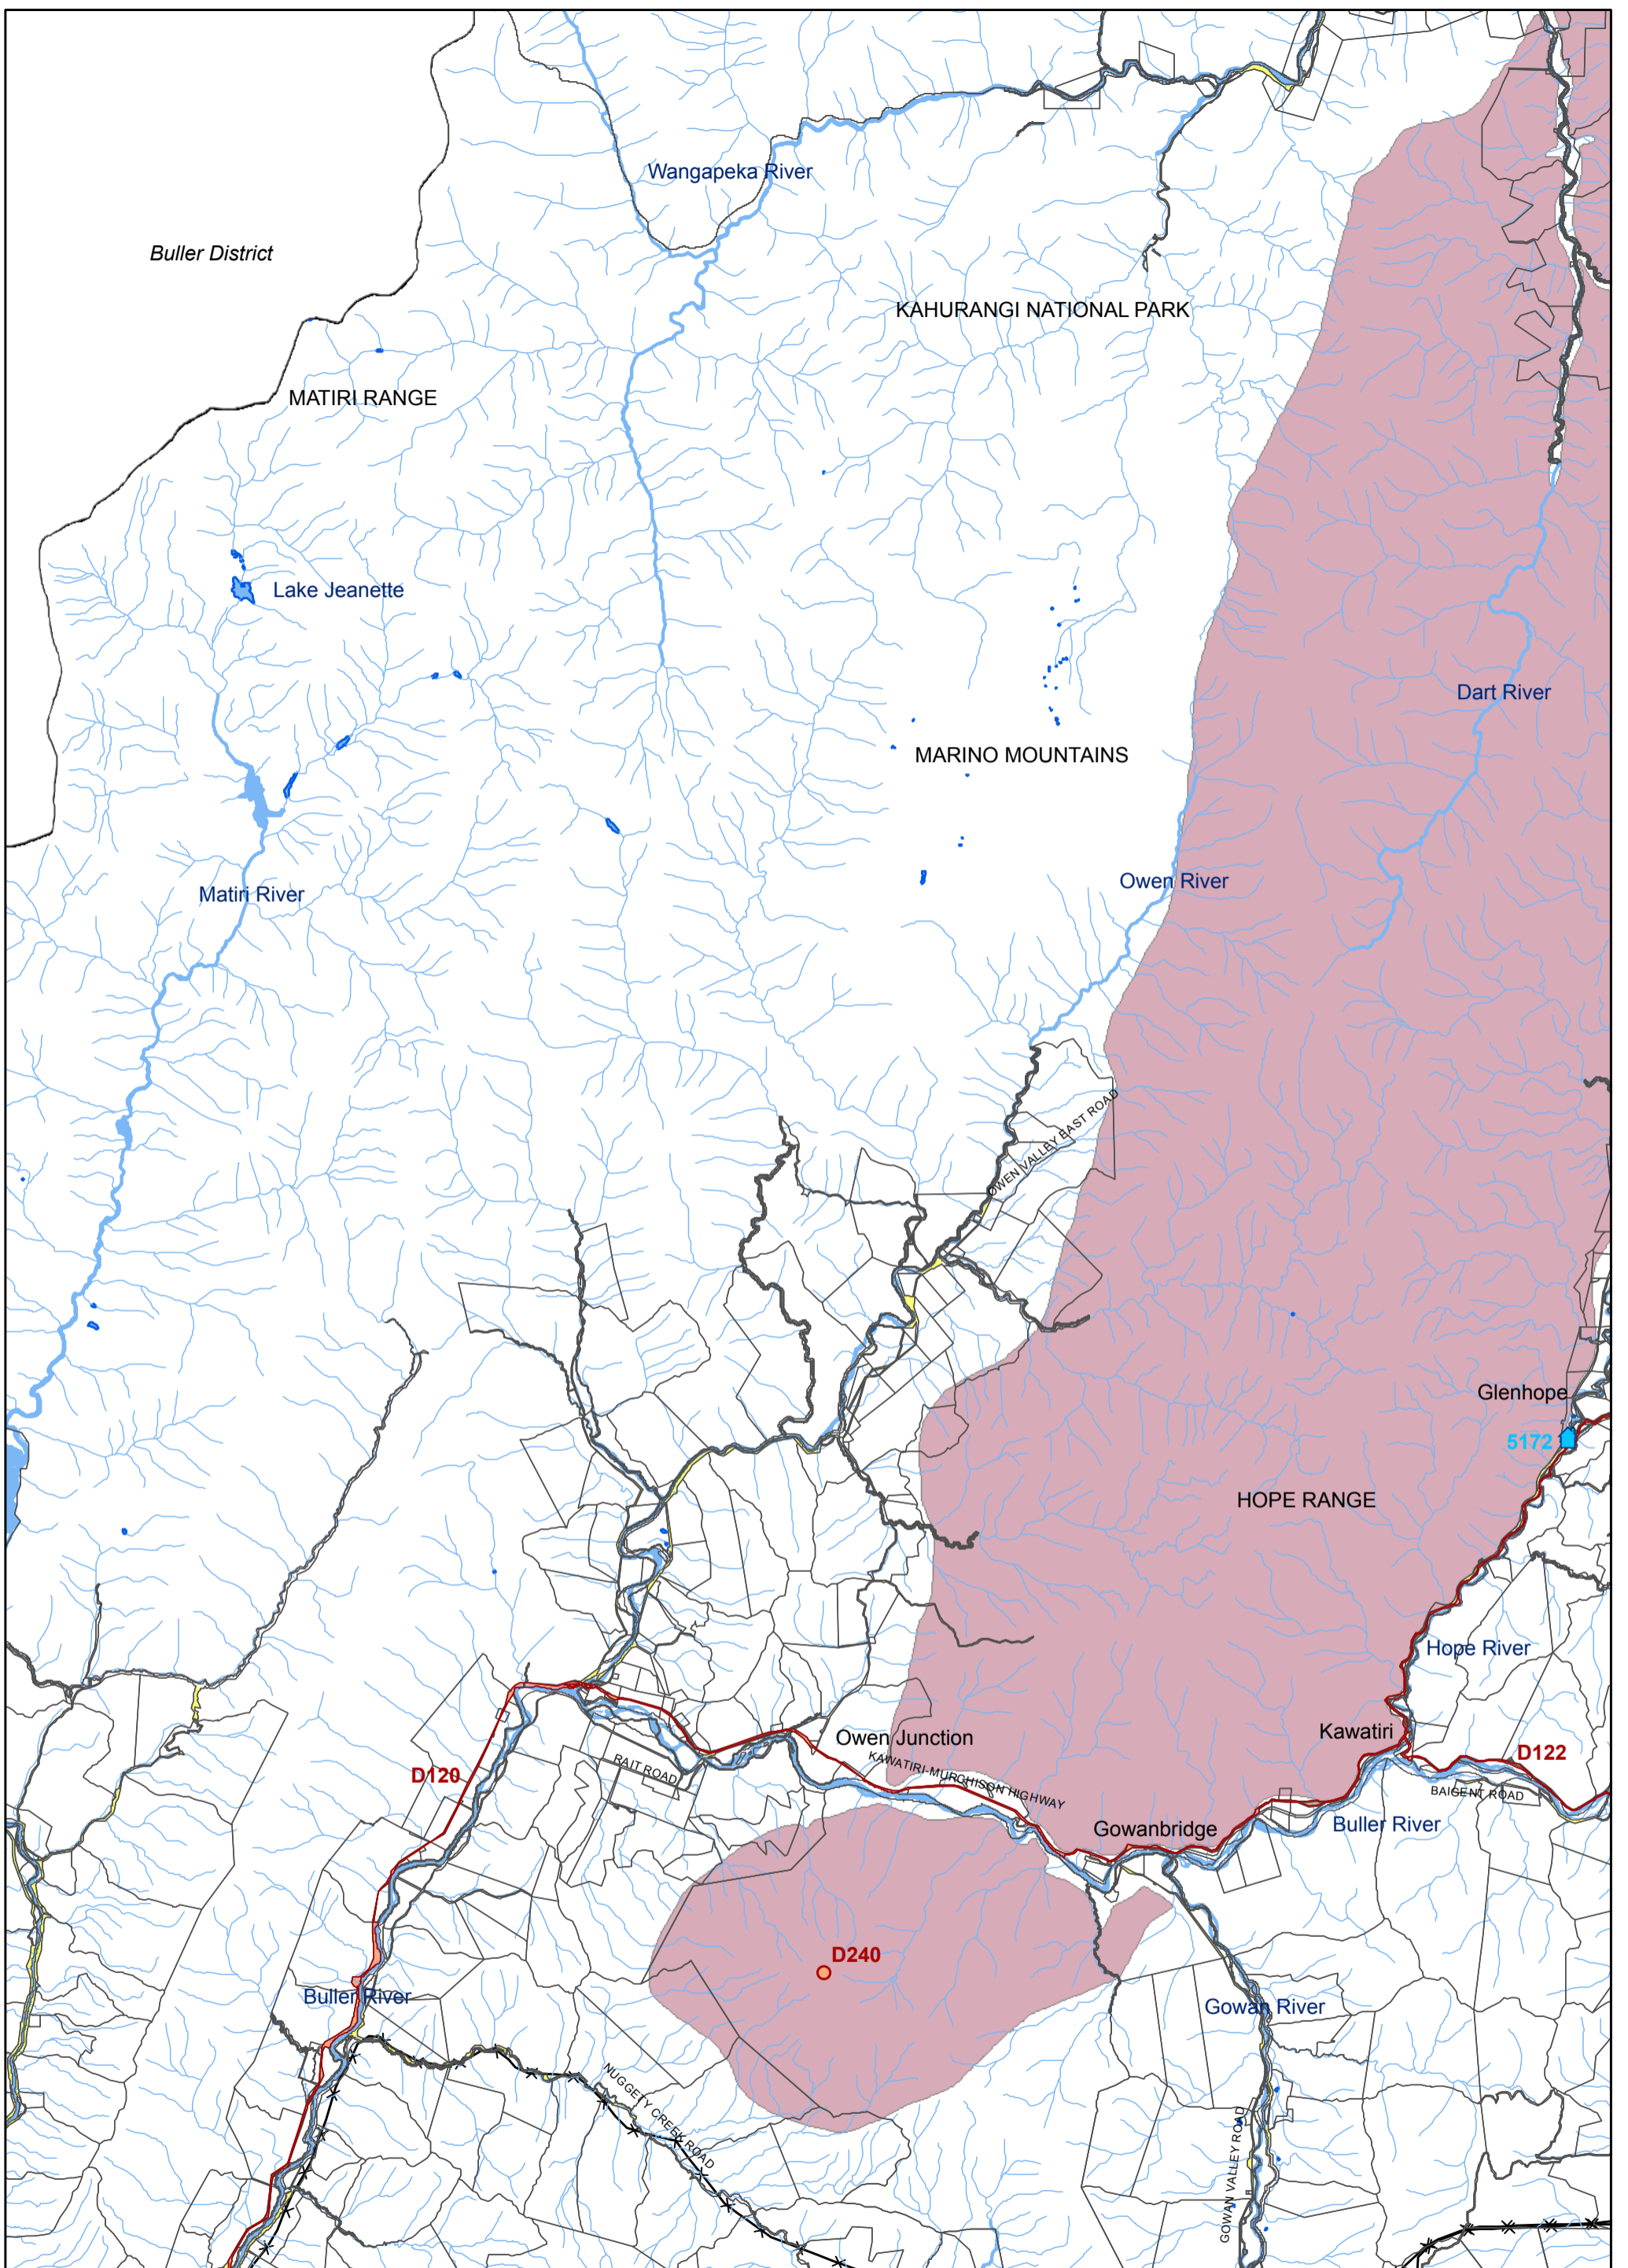 Wangapeka River
Buller District
KAHURANGI NATIONAL PARK
MATIRI RANGE
Lake Jeanette
Dart River
MARINO MOUNTAINS
Owen River
Matiri River
OWEN VALLEY EAST ROAD
Glenhope
5172
HOPE RANGE
Hope River
Kawatiri
Owen Junction
D122
KAWATIRI-MURCHISON HIGHWAY
RAIT ROAD
D120
BAIGENT ROAD
Buller River
Gowanbridge
D240
Buller River
Gowan River
NUGGETY CREEK ROAD
GOWAN VALLEY ROAD